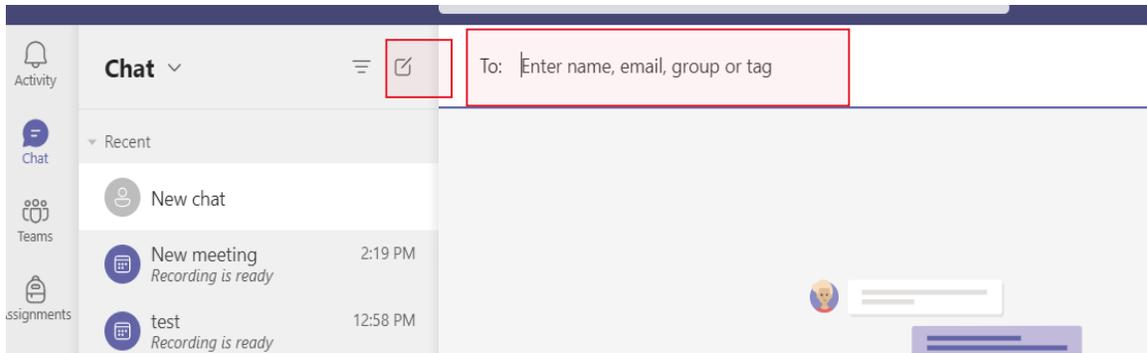 Activity
Chat
Teams
ssignments
Chat
Recent
New chat
New meeting 2:19 PM
Recording is ready
test 12:58 PM
Recording is ready
To: Enter name, email, group or tag